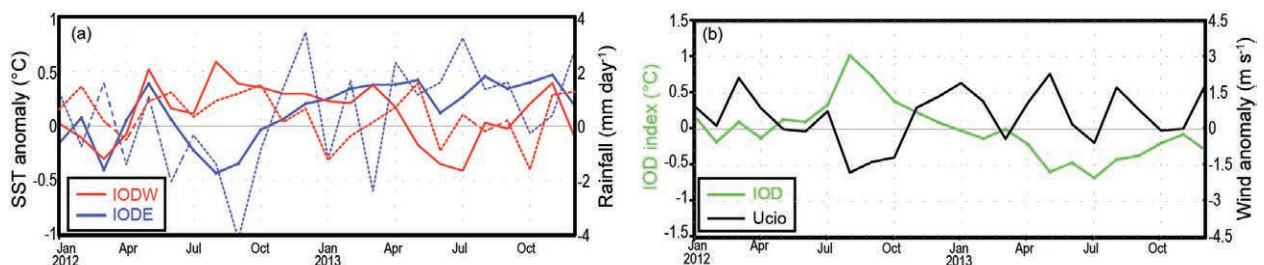 (a)
SST anomaly (°C)
1
0.5
0
-0.5
-1
4
2
0
-2
-4
Rainfall (mm day⁻¹)
IODW
IODE
Jan Apr Jul Oct Jan Apr Jul Oct
2012 2013
(b)
IOD index (°C)
1.5
1
0.5
0
-0.5
-1
-1.5
4.5
3
1.5
0
-1.5
-3
-4.5
Wind anomaly (m s⁻¹)
IOD
Ucio
Jan Apr Jul Oct Jan Apr Jul Oct
2012 2013